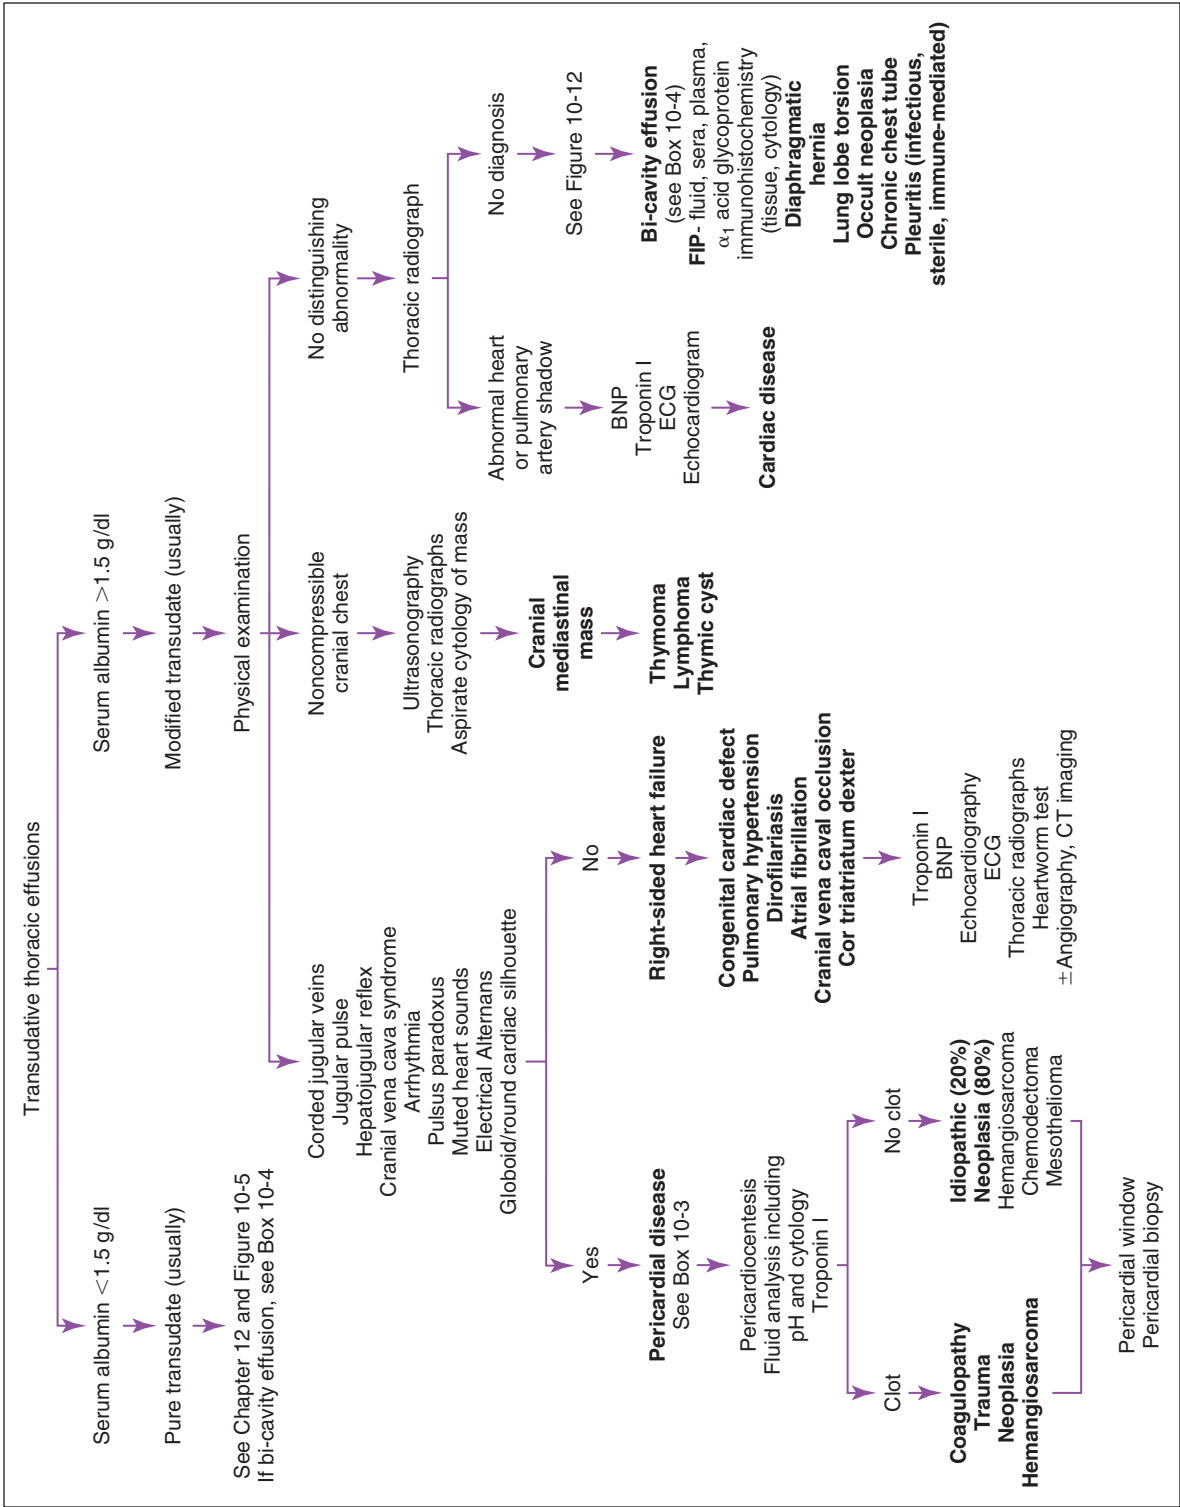 Transudative thoracic effusions
Serum albumin <1.5 g/dl
Pure transudate (usually)
See Chapter 12 and Figure 10-5
If bi-cavity effusion, see Box 10-4
Serum albumin >1.5 g/dl
Modified transudate (usually)
Physical examination
Corded jugular veins
Jugular pulse
Hepatojugular reflex
Cranial vena cava syndrome
Arrhythmia
Pulsus paradoxus
Muted heart sounds
Electrical Alternans
Globoid/round cardiac silhouette
Yes
Pericardial disease
See Box 10-3
Pericardiocentesis
Fluid analysis including
pH and cytology
Troponin I
Clot
Coagulopathy
Trauma
Neoplasia
Hemangiosarcoma
No clot
Idiopathic (20%)
Neoplasia (80%)
Hemangiosarcoma
Chemodectoma
Mesothelioma
Pericardial window
Pericardial biopsy
No
Right-sided heart failure
Congenital cardiac defect
Pulmonary hypertension
Dirofilariasis
Atrial fibrillation
Cranial vena caval occlusion
Cor triatriatum dexter
Troponin I
BNP
Echocardiography
ECG
Thoracic radiographs
Heartworm test
±Angiography, CT imaging
Noncompressible
cranial chest
Ultrasonography
Thoracic radiographs
Aspirate cytology of mass
Cranial
mediastinal
mass
Thymoma
Lymphoma
Thymic cyst
No distinguishing
abnormality
Thoracic radiograph
Abnormal heart
or pulmonary
artery shadow
BNP
Troponin I
ECG
Echocardiogram
Cardiac disease
No diagnosis
See Figure 10-12
Bi-cavity effusion
(see Box 10-4)
FIP- fluid, sera, plasma,
α1 acid glycoprotein
immunohistochemistry
(tissue, cytology)
Diaphragmatic
hernia
Lung lobe torsion
Occult neoplasia
Chronic chest tube
Pleuritis (infectious,
sterile, immune-mediated)